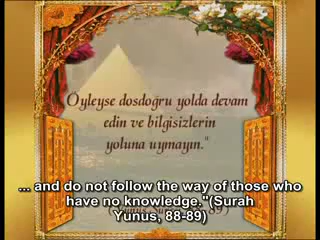 Öyleyse dosdoğru yolda devam
edin ve bilgisizlerin
yoluna uymayın."
... and do not follow the way of those who
have no knowledge."(Surah
Yunus, 88-89)